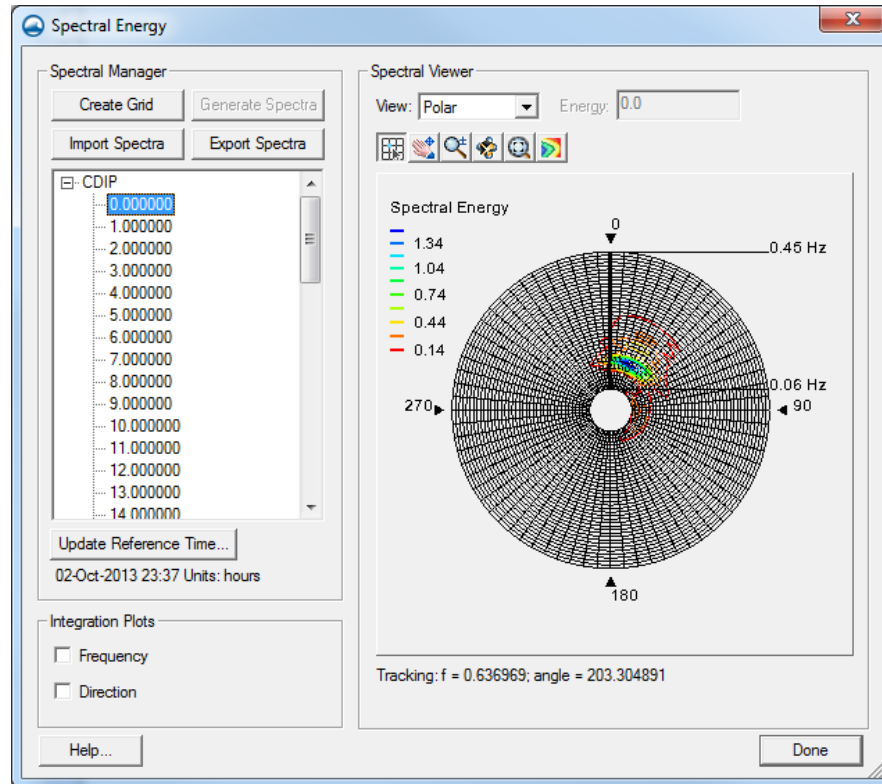 Spectral Energy
Spectral Manager
Create Grid
Generate Spectra
Import Spectra
Export Spectra
CDIP
0.000000
1.000000
2.000000
3.000000
4.000000
5.000000
6.000000
7.000000
8.000000
9.000000
10.000000
11.000000
12.000000
13.000000
14.000000
Update Reference Time...
02-Oct-2013 23:37 Units: hours
Integration Plots
Frequency
Direction
Help...
Spectral Viewer
View: Polar
Energy: 0.0
Spectral Energy
1.34
1.04
0.74
0.44
0.14
0
0.45 Hz
0.06 Hz
270
90
180
Tracking: f = 0.636969; angle = 203.304891
Done